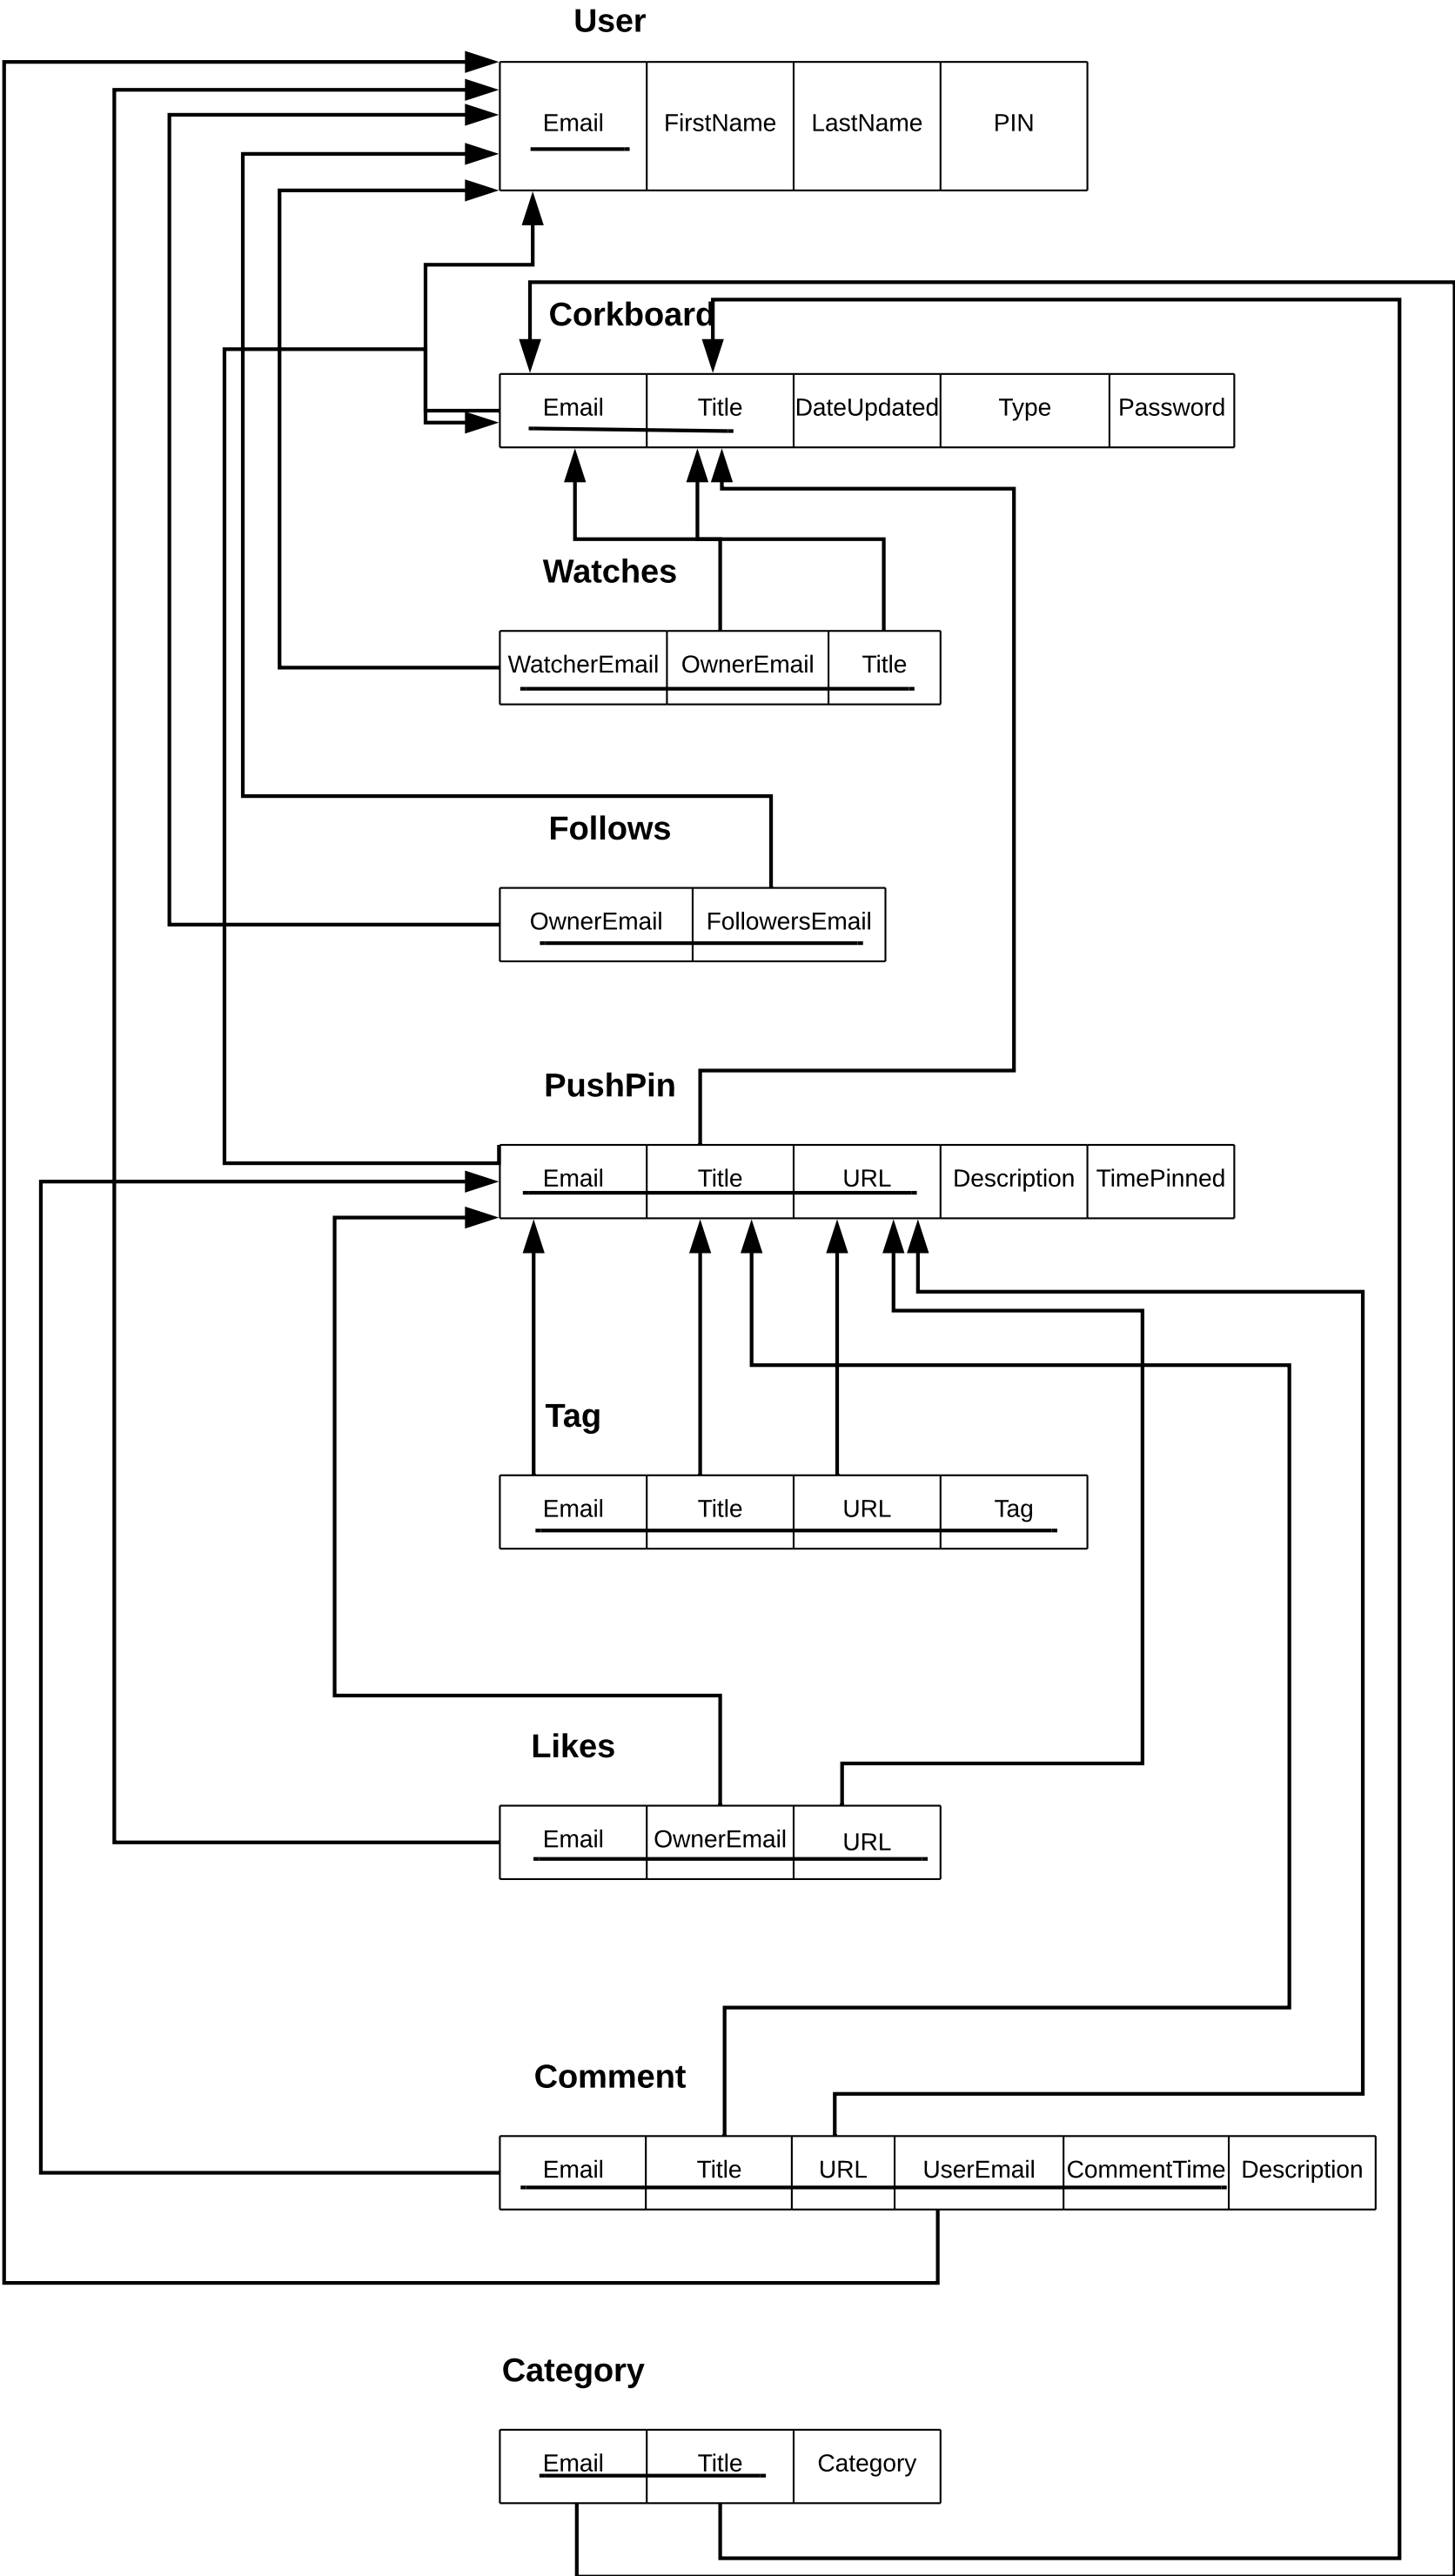 User
Email FirstName LastName PIN
Corkboard
Email Title DateUpdated Type Password
Watches
WatcherEmail OwnerEmail Title
Follows
OwnerEmail FollowersEmail
PushPin
Email Title URL Description TimePinned
Tag
Email Title URL Tag
Likes
Email OwnerEmail URL
Comment
Email Title URL UserEmail CommentTime Description
Category
Email Title Category